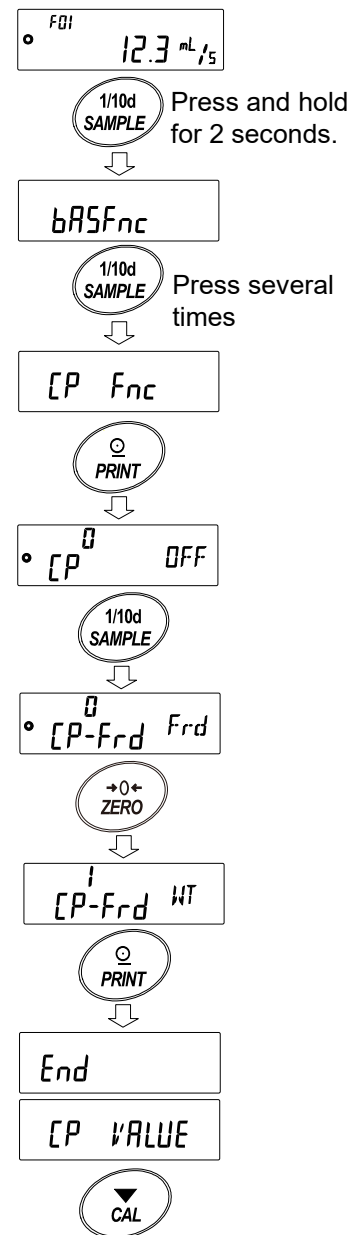 F01
12.3 mL/s
1/10d
SAMPLE
Press and hold
for 2 seconds.
bASFnc
1/10d
SAMPLE
Press several
times
CP Fnc
PRINT
0
CP OFF
1/10d
SAMPLE
0
CP-Frd Frd
→0←
ZERO
1
CP-Frd WT
PRINT
End
CP VALUE
CAL